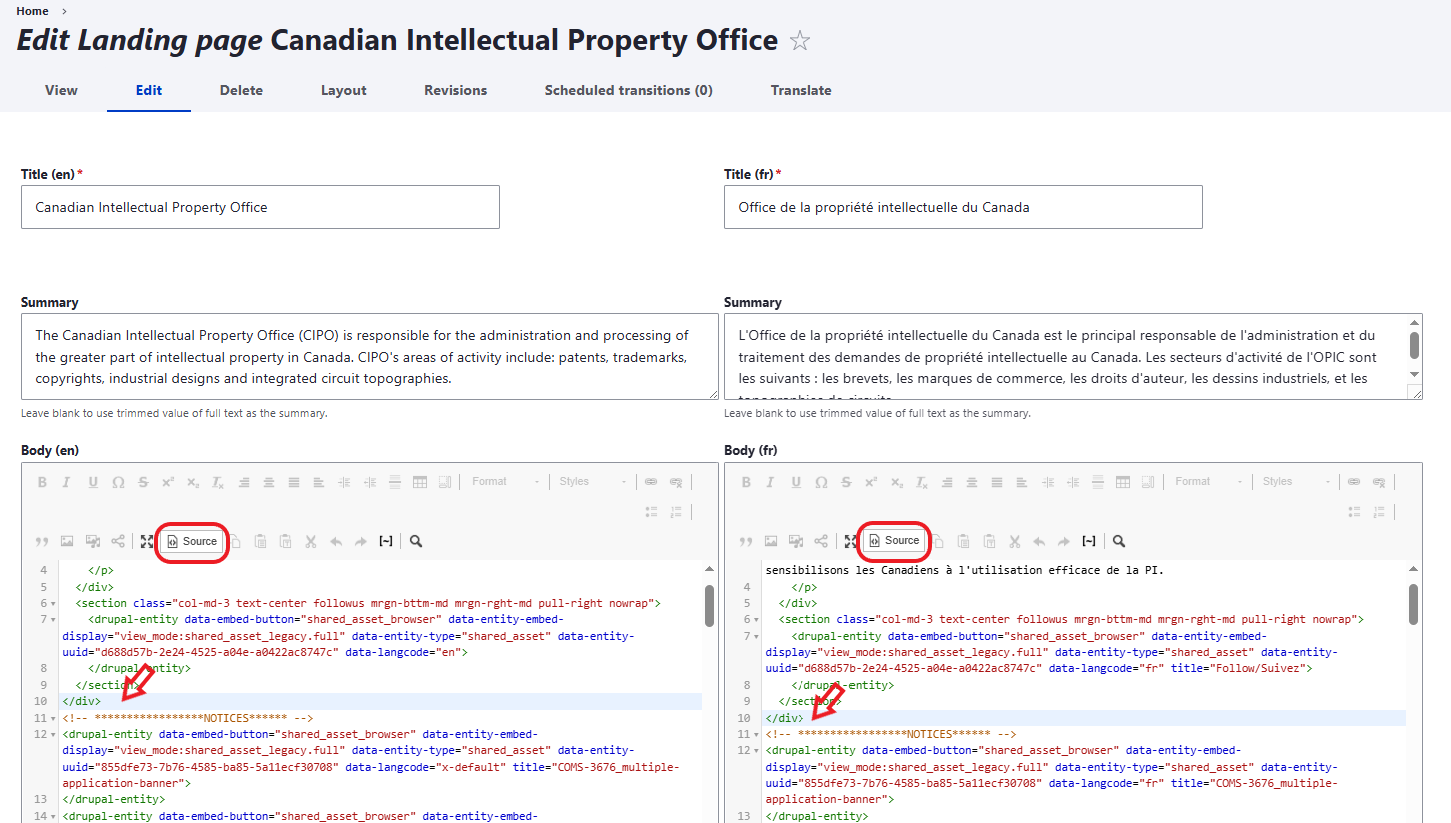 Home ›
Edit Landing page Canadian Intellectual Property Office
View Edit Delete Layout Revisions Scheduled transitions (0) Translate
Title (en)*
Canadian Intellectual Property Office
Title (fr)*
Office de la propriété intellectuelle du Canada
Summary
The Canadian Intellectual Property Office (CIPO) is responsible for the administration and processing of
the greater part of intellectual property in Canada. CIPO's areas of activity include: patents, trademarks,
copyrights, industrial designs and integrated circuit topographies.
Leave blank to use trimmed value of full text as the summary.
Summary
L'Office de la propriété intellectuelle du Canada est le principal responsable de l'administration et du
traitement des demandes de propriété intellectuelle au Canada. Les secteurs d'activité de l'OPIC sont
les suivants : les brevets, les marques de commerce, les droits d'auteur, les dessins industriels, et les
topographies de circuits
Leave blank to use trimmed value of full text as the summary.
Body (en)
Format Styles
Source
4 </p>
5 </div>
6 <section class="col-md-3 text-center followus mrgn-bttm-md mrgn-rght-md pull-right nowrap">
7 <drupal-entity data-embed-button="shared_asset_browser" data-entity-embed-
display="view_mode:shared_asset_legacy.full" data-entity-type="shared_asset" data-entity-
uuid="d688d57b-2e24-4525-a04e-a0422ac8747c" data-langcode="en">
8 </drupal-entity>
9 </section>
10 </div>
11 <!-- *****************NOTICES****** -->
12 <drupal-entity data-embed-button="shared_asset_browser" data-entity-embed-
display="view_mode:shared_asset_legacy.full" data-entity-type="shared_asset" data-entity-
uuid="855dfe73-7b76-4585-ba85-5a11ecf30708" data-langcode="x-default" title="COMS-3676_multiple-
application-banner">
13 </drupal-entity>
14 <drupal-entity data-embed-button="shared_asset_browser" data-entity-embed-
Body (fr)
Format Styles
Source
sensibilisons les Canadiens à l'utilisation efficace de la PI.
4 </p>
5 </div>
6 <section class="col-md-3 text-center followus mrgn-bttm-md mrgn-rght-md pull-right nowrap">
7 <drupal-entity data-embed-button="shared_asset_browser" data-entity-embed-
display="view_mode:shared_asset_legacy.full" data-entity-type="shared_asset" data-entity-
uuid="d688d57b-2e24-4525-a04e-a0422ac8747c" data-langcode="fr" title="Follow/Suivez">
8 </drupal-entity>
9 </section>
10 </div>
11 <!-- *****************NOTICES****** -->
12 <drupal-entity data-embed-button="shared_asset_browser" data-entity-embed-
display="view_mode:shared_asset_legacy.full" data-entity-type="shared_asset" data-entity-
uuid="855dfe73-7b76-4585-ba85-5a11ecf30708" data-langcode="fr" title="COMS-3676_multiple-
application-banner">
13 </drupal-entity>